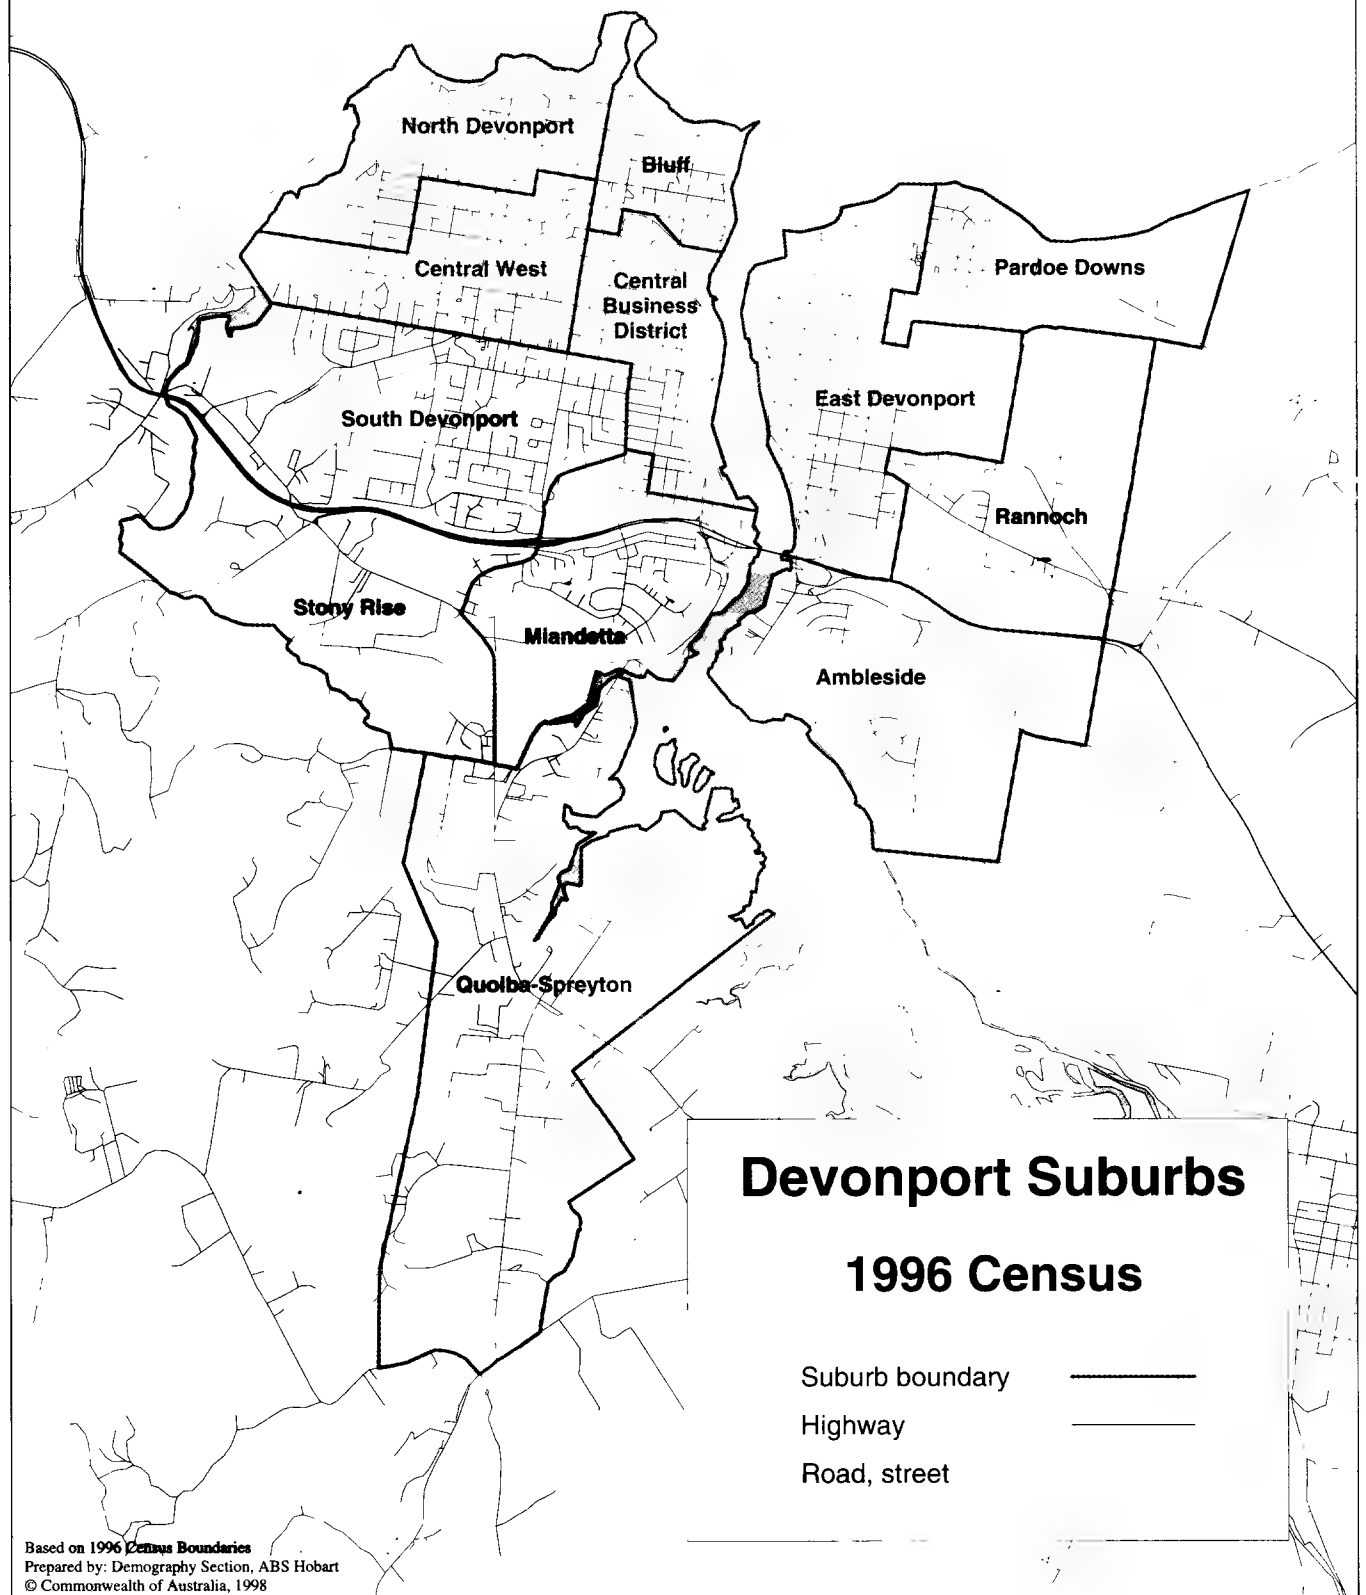 North Devonport
Bluff
Central West
Central
Business
District
Pardoe Downs
South Devonport
East Devonport
Rannoch
Stony Rise
Miandetta
Ambleside
Quoiba-Spreyton
Devonport Suburbs
1996 Census
Suburb boundary
Highway
Road, street
Based on 1996 Census Boundaries
Prepared by: Demography Section, ABS Hobart
© Commonwealth of Australia, 1998